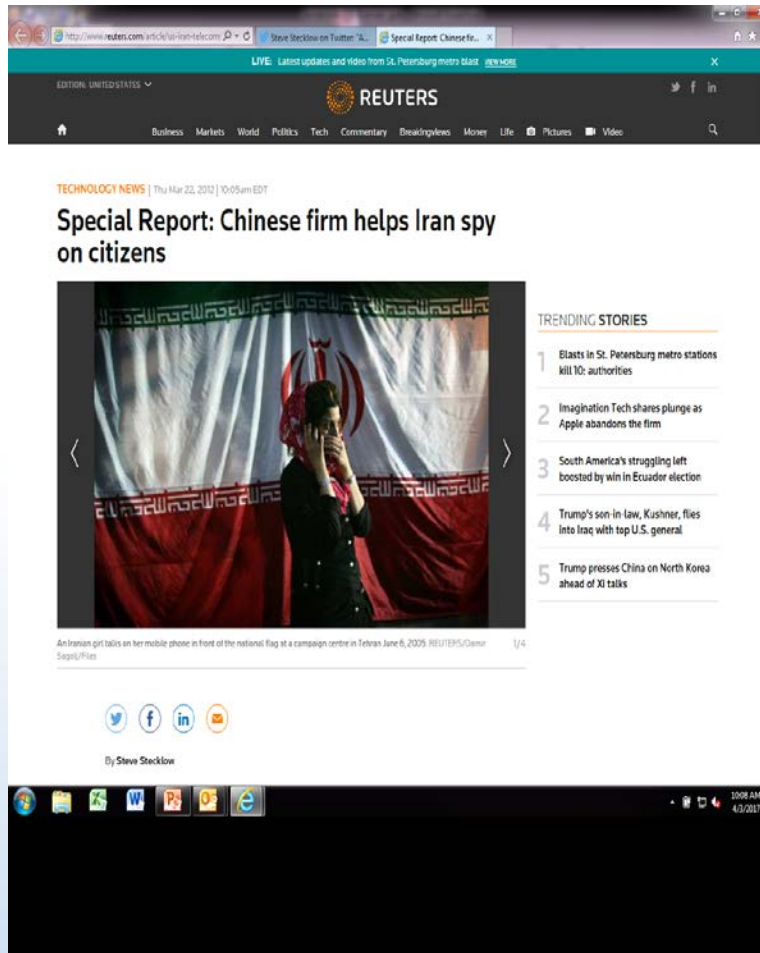 http://www.reuters.com/article/us-iran-telecom
Steve Stecklow on Twitter: "A...
Special Report: Chinese fir...
LIVE: Latest updates and video from St. Petersburg metro blast VIEW MORE X
EDITION: UNITED STATES
REUTERS
Business Markets World Politics Tech Commentary Breakingviews Money Life Pictures Video
TECHNOLOGY NEWS | Thu Mar 22, 2012 | 10:05am EDT
Special Report: Chinese firm helps Iran spy
on citizens
TRENDING STORIES
1 Blasts in St. Petersburg metro stations
kill 10: authorities
2 Imagination Tech shares plunge as
Apple abandons the firm
3 South America's struggling left
boosted by win in Ecuador election
4 Trump's son-in-law, Kushner, flies
into Iraq with top U.S. general
5 Trump presses China on North Korea
ahead of Xi talks
An Iranian girl talks on her mobile phone in front of the national flag at a campaign centre in Tehran June 6, 2005. REUTERS/Damir 1/4
Sagolj/Files
By Steve Stecklow
10:08 AM
4/3/2017